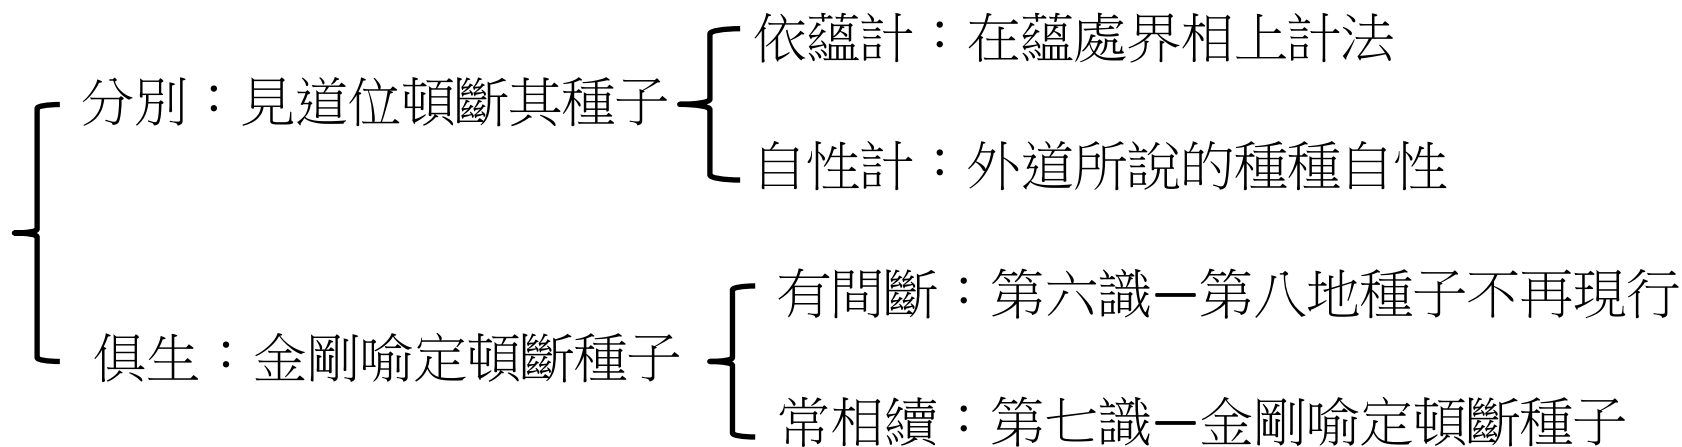 依蘊計：在蘊處界相上計法
分別：見道位頓斷其種子
自性計：外道所說的種種自性
有間斷：第六識—第八地種子不再現行
俱生：金剛喻定頓斷種子
常相續：第七識—金剛喻定頓斷種子